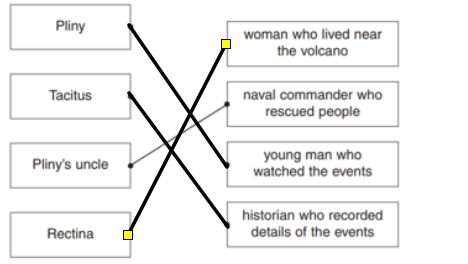 Pliny
woman who lived near
the volcano
Tacitus
naval commander who
rescued people
Pliny's uncle
young man who
watched the events
Rectina
historian who recorded
details of the events